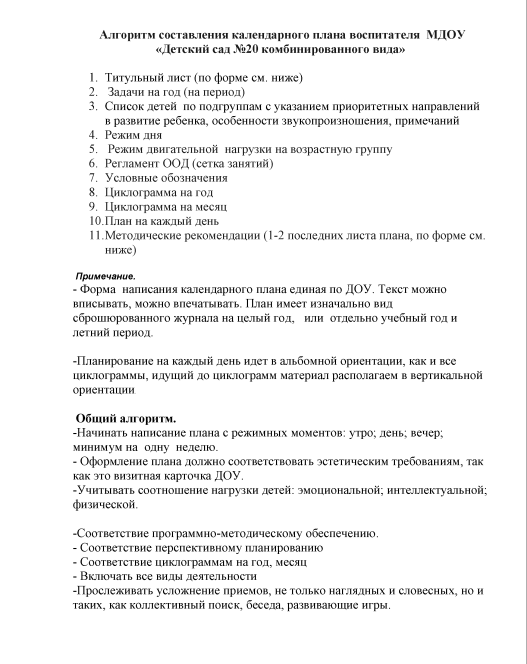 Алгоритм составления календарного плана воспитателя МДОУ
«Детский сад №20 комбинированного вида»
1. Титульный лист (по форме см. ниже)
2. Задачи на год (на период)
3. Список детей по подгруппам с указанием приоритетных направлений
в развитие ребенка, особенности звукопроизношения, примечаний
4. Режим дня
5. Режим двигательной нагрузки на возрастную группу
6. Регламент ООД (сетка занятий)
7. Условные обозначения
8. Циклограмма на год
9. Циклограмма на месяц
10.План на каждый день
11.Методические рекомендации (1-2 последних листа плана, по форме см.
ниже)
Примечание.
- Форма написания календарного плана единая по ДОУ. Текст можно
вписывать, можно впечатывать. План имеет изначально вид
сброшюрованного журнала на целый год, или отдельно учебный год и
летний период.
-Планирование на каждый день идет в альбомной ориентации, как и все
циклограммы, идущий до циклограмм материал располагаем в вертикальной
ориентации
Общий алгоритм.
-Начинать написание плана с режимных моментов: утро; день; вечер;
минимум на одну неделю.
- Оформление плана должно соответствовать эстетическим требованиям, так
как это визитная карточка ДОУ.
-Учитывать соотношение нагрузки детей: эмоциональной; интеллектуальной;
физической.
-Соответствие программно-методическому обеспечению.
- Соответствие перспективному планированию
- Соответствие циклограммам на год, месяц
- Включать все виды деятельности
-Прослеживать усложнение приемов, не только наглядных и словесных, но и
таких, как коллективный поиск, беседа, развивающие игры.